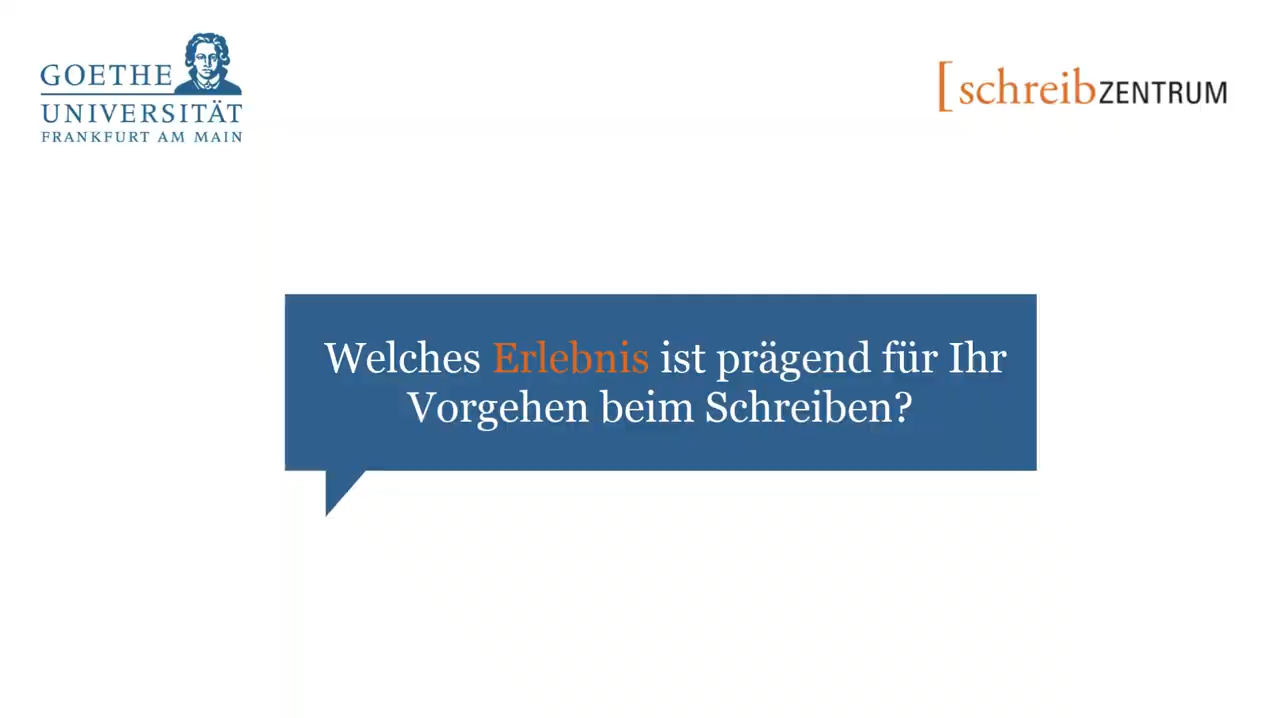 GOETHE
UNIVERSITÄT
FRANKFURT AM MAIN
[schreibZENTRUM
Welches Erlebnis ist prägend für Ihr
Vorgehen beim Schreiben?